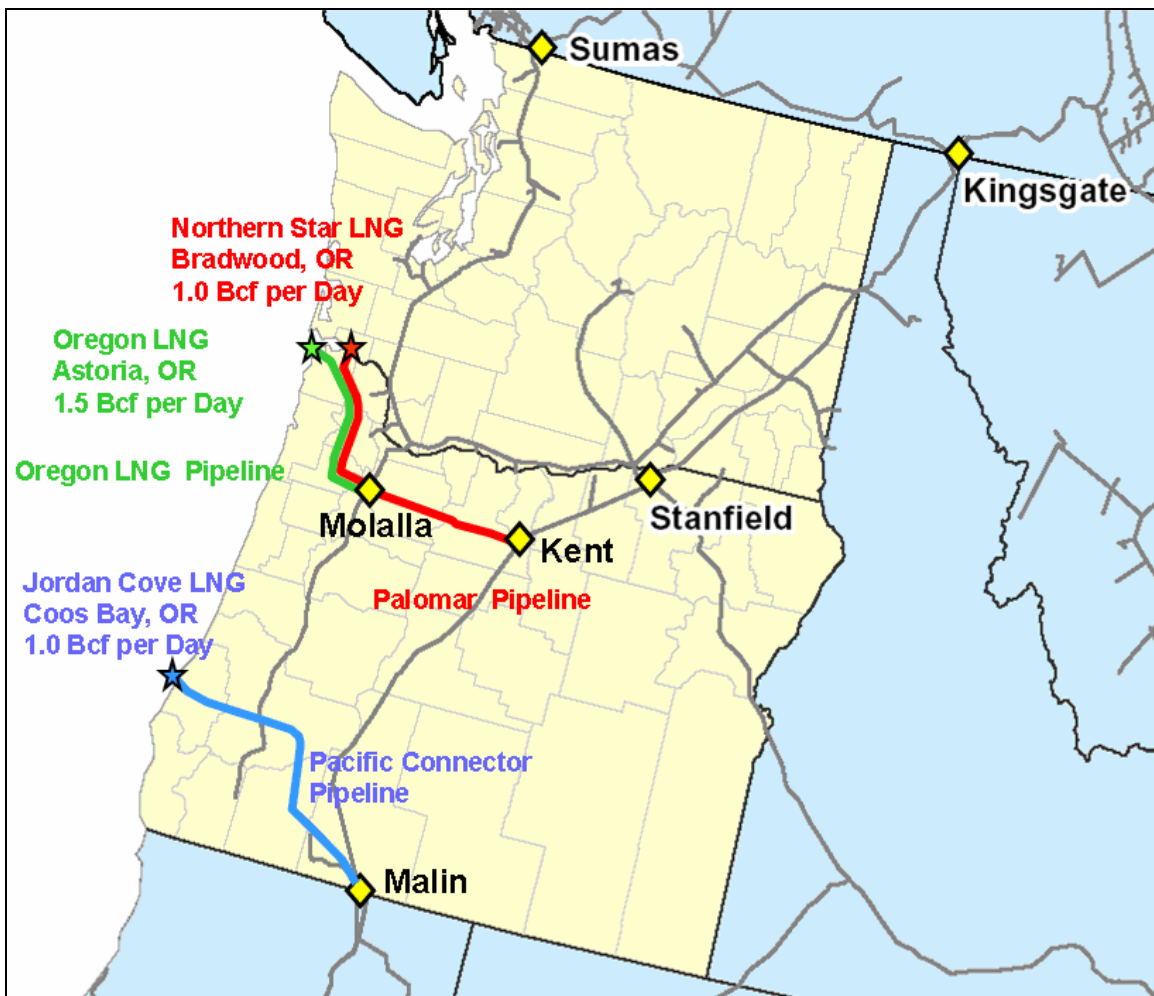 Sumas
Kingsgate
Northern Star LNG
Bradwood, OR
1.0 Bcf per Day
Oregon LNG
Astoria, OR
1.5 Bcf per Day
Oregon LNG Pipeline
Molalla
Stanfield
Kent
Palomar Pipeline
Jordan Cove LNG
Coos Bay, OR
1.0 Bcf per Day
Pacific Connector
Pipeline
Malin